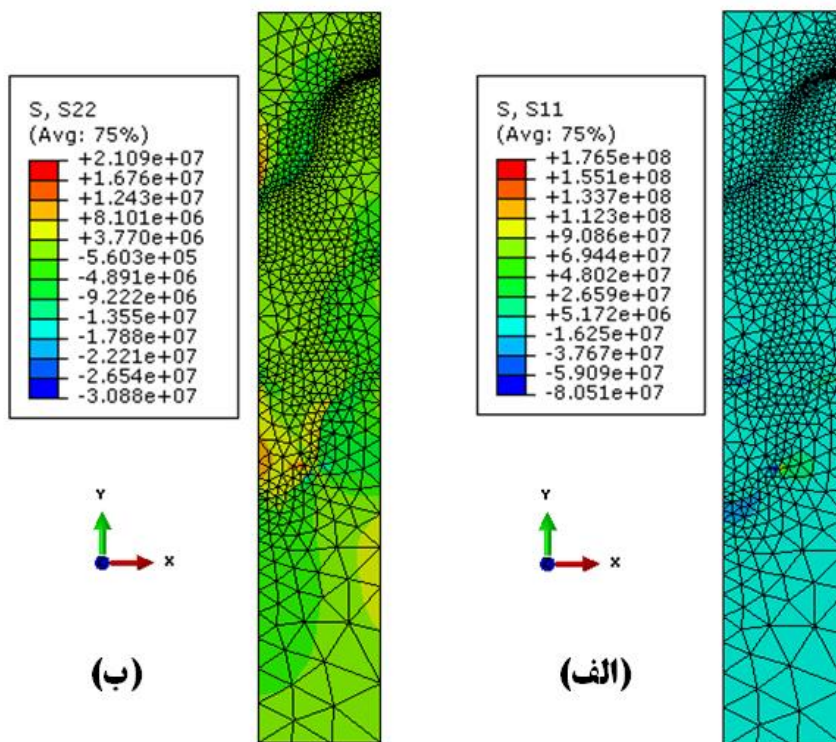 S, S22
(Avg: 75%)
+2.109e+07
+1.676e+07
+1.243e+07
+8.101e+06
+3.770e+06
-5.603e+05
-4.891e+06
-9.222e+06
-1.355e+07
-1.788e+07
-2.221e+07
-2.654e+07
-3.088e+07
Y
X
(ب)
S, S11
(Avg: 75%)
+1.765e+08
+1.551e+08
+1.337e+08
+1.123e+08
+9.086e+07
+6.944e+07
+4.802e+07
+2.659e+07
+5.172e+06
-1.625e+07
-3.767e+07
-5.909e+07
-8.051e+07
Y
X
(الف)